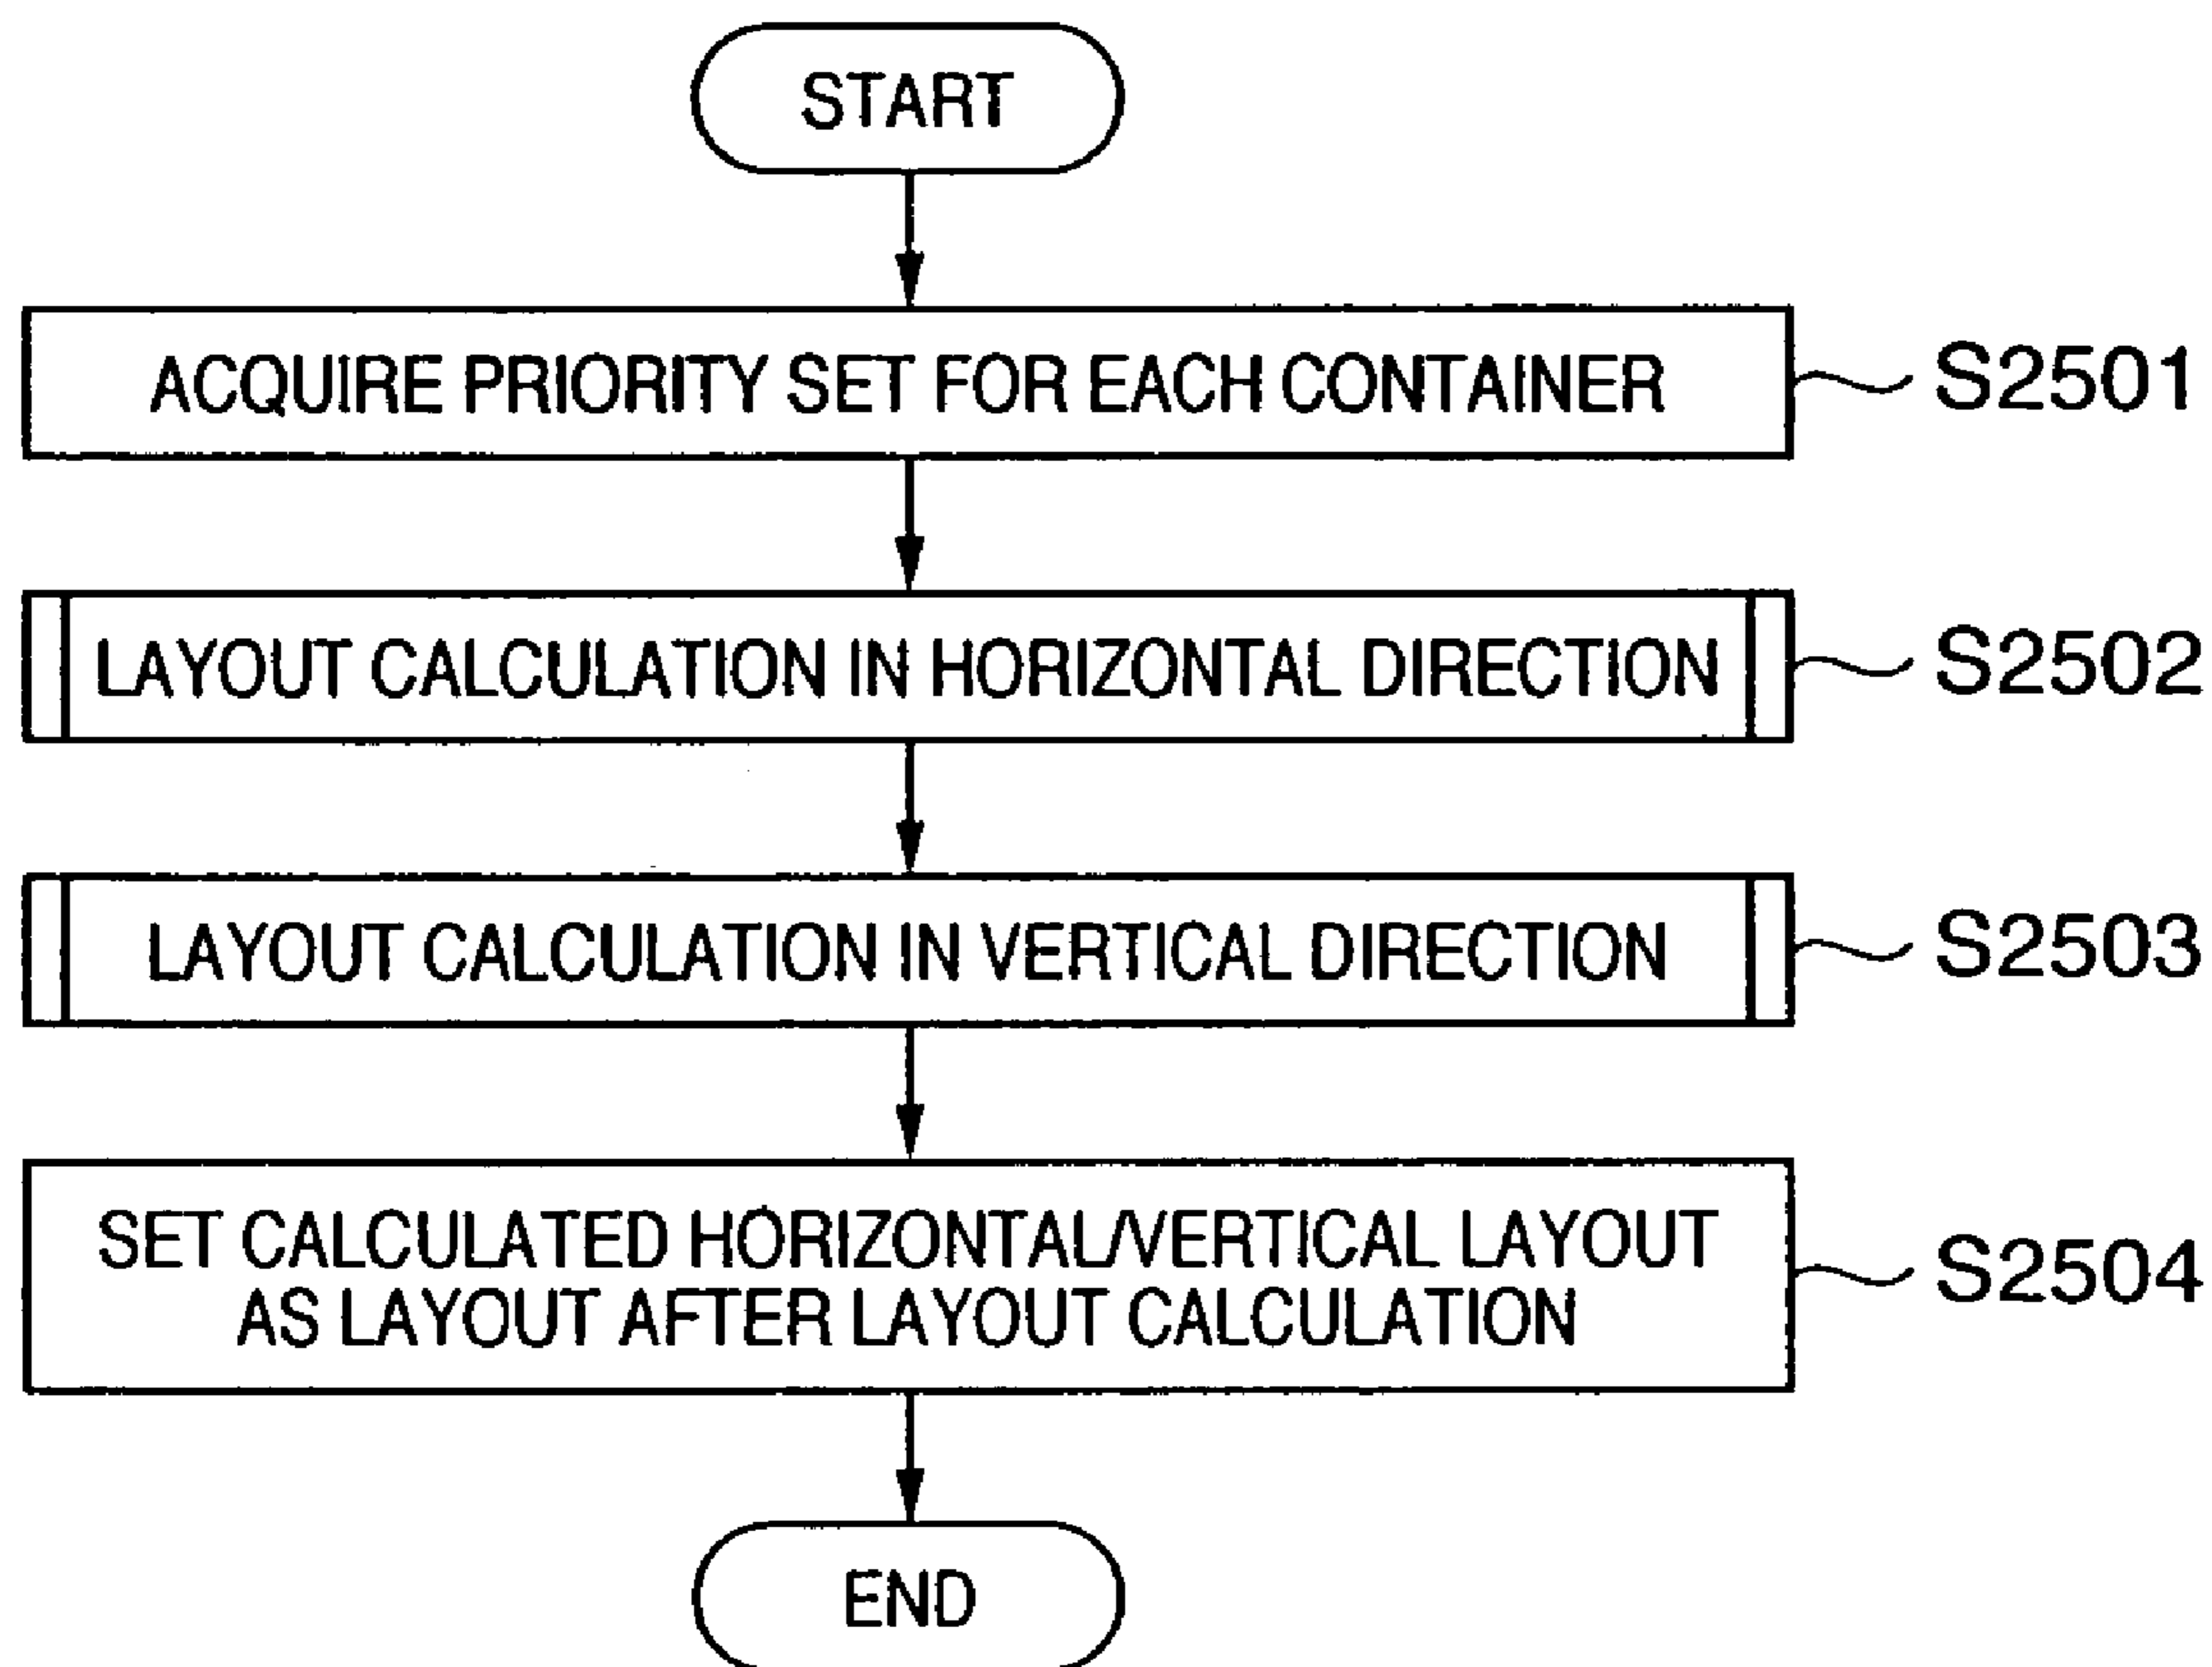 START
ACQUIRE PRIORITY SET FOR EACH CONTAINER
S2501
LAYOUT CALCULATION IN HORIZONTAL DIRECTION
S2502
LAYOUT CALCULATION IN VERTICAL DIRECTION
S2503
SET CALCULATED HORIZONTAL/VERTICAL LAYOUT
AS LAYOUT AFTER LAYOUT CALCULATION
S2504
END